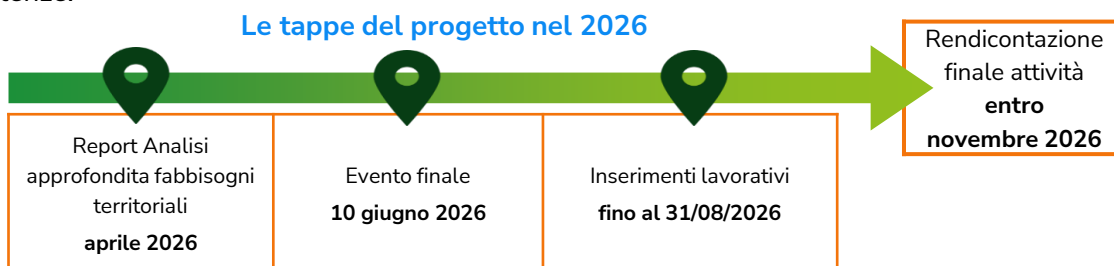 Le tappe del progetto nel 2026
Report Analisi
approfondita fabbisogni
territoriali
aprile 2026
Evento finale
10 giugno 2026
Inserimenti lavorativi
fino al 31/08/2026
Rendicontazione
finale attività
entro
novembre 2026